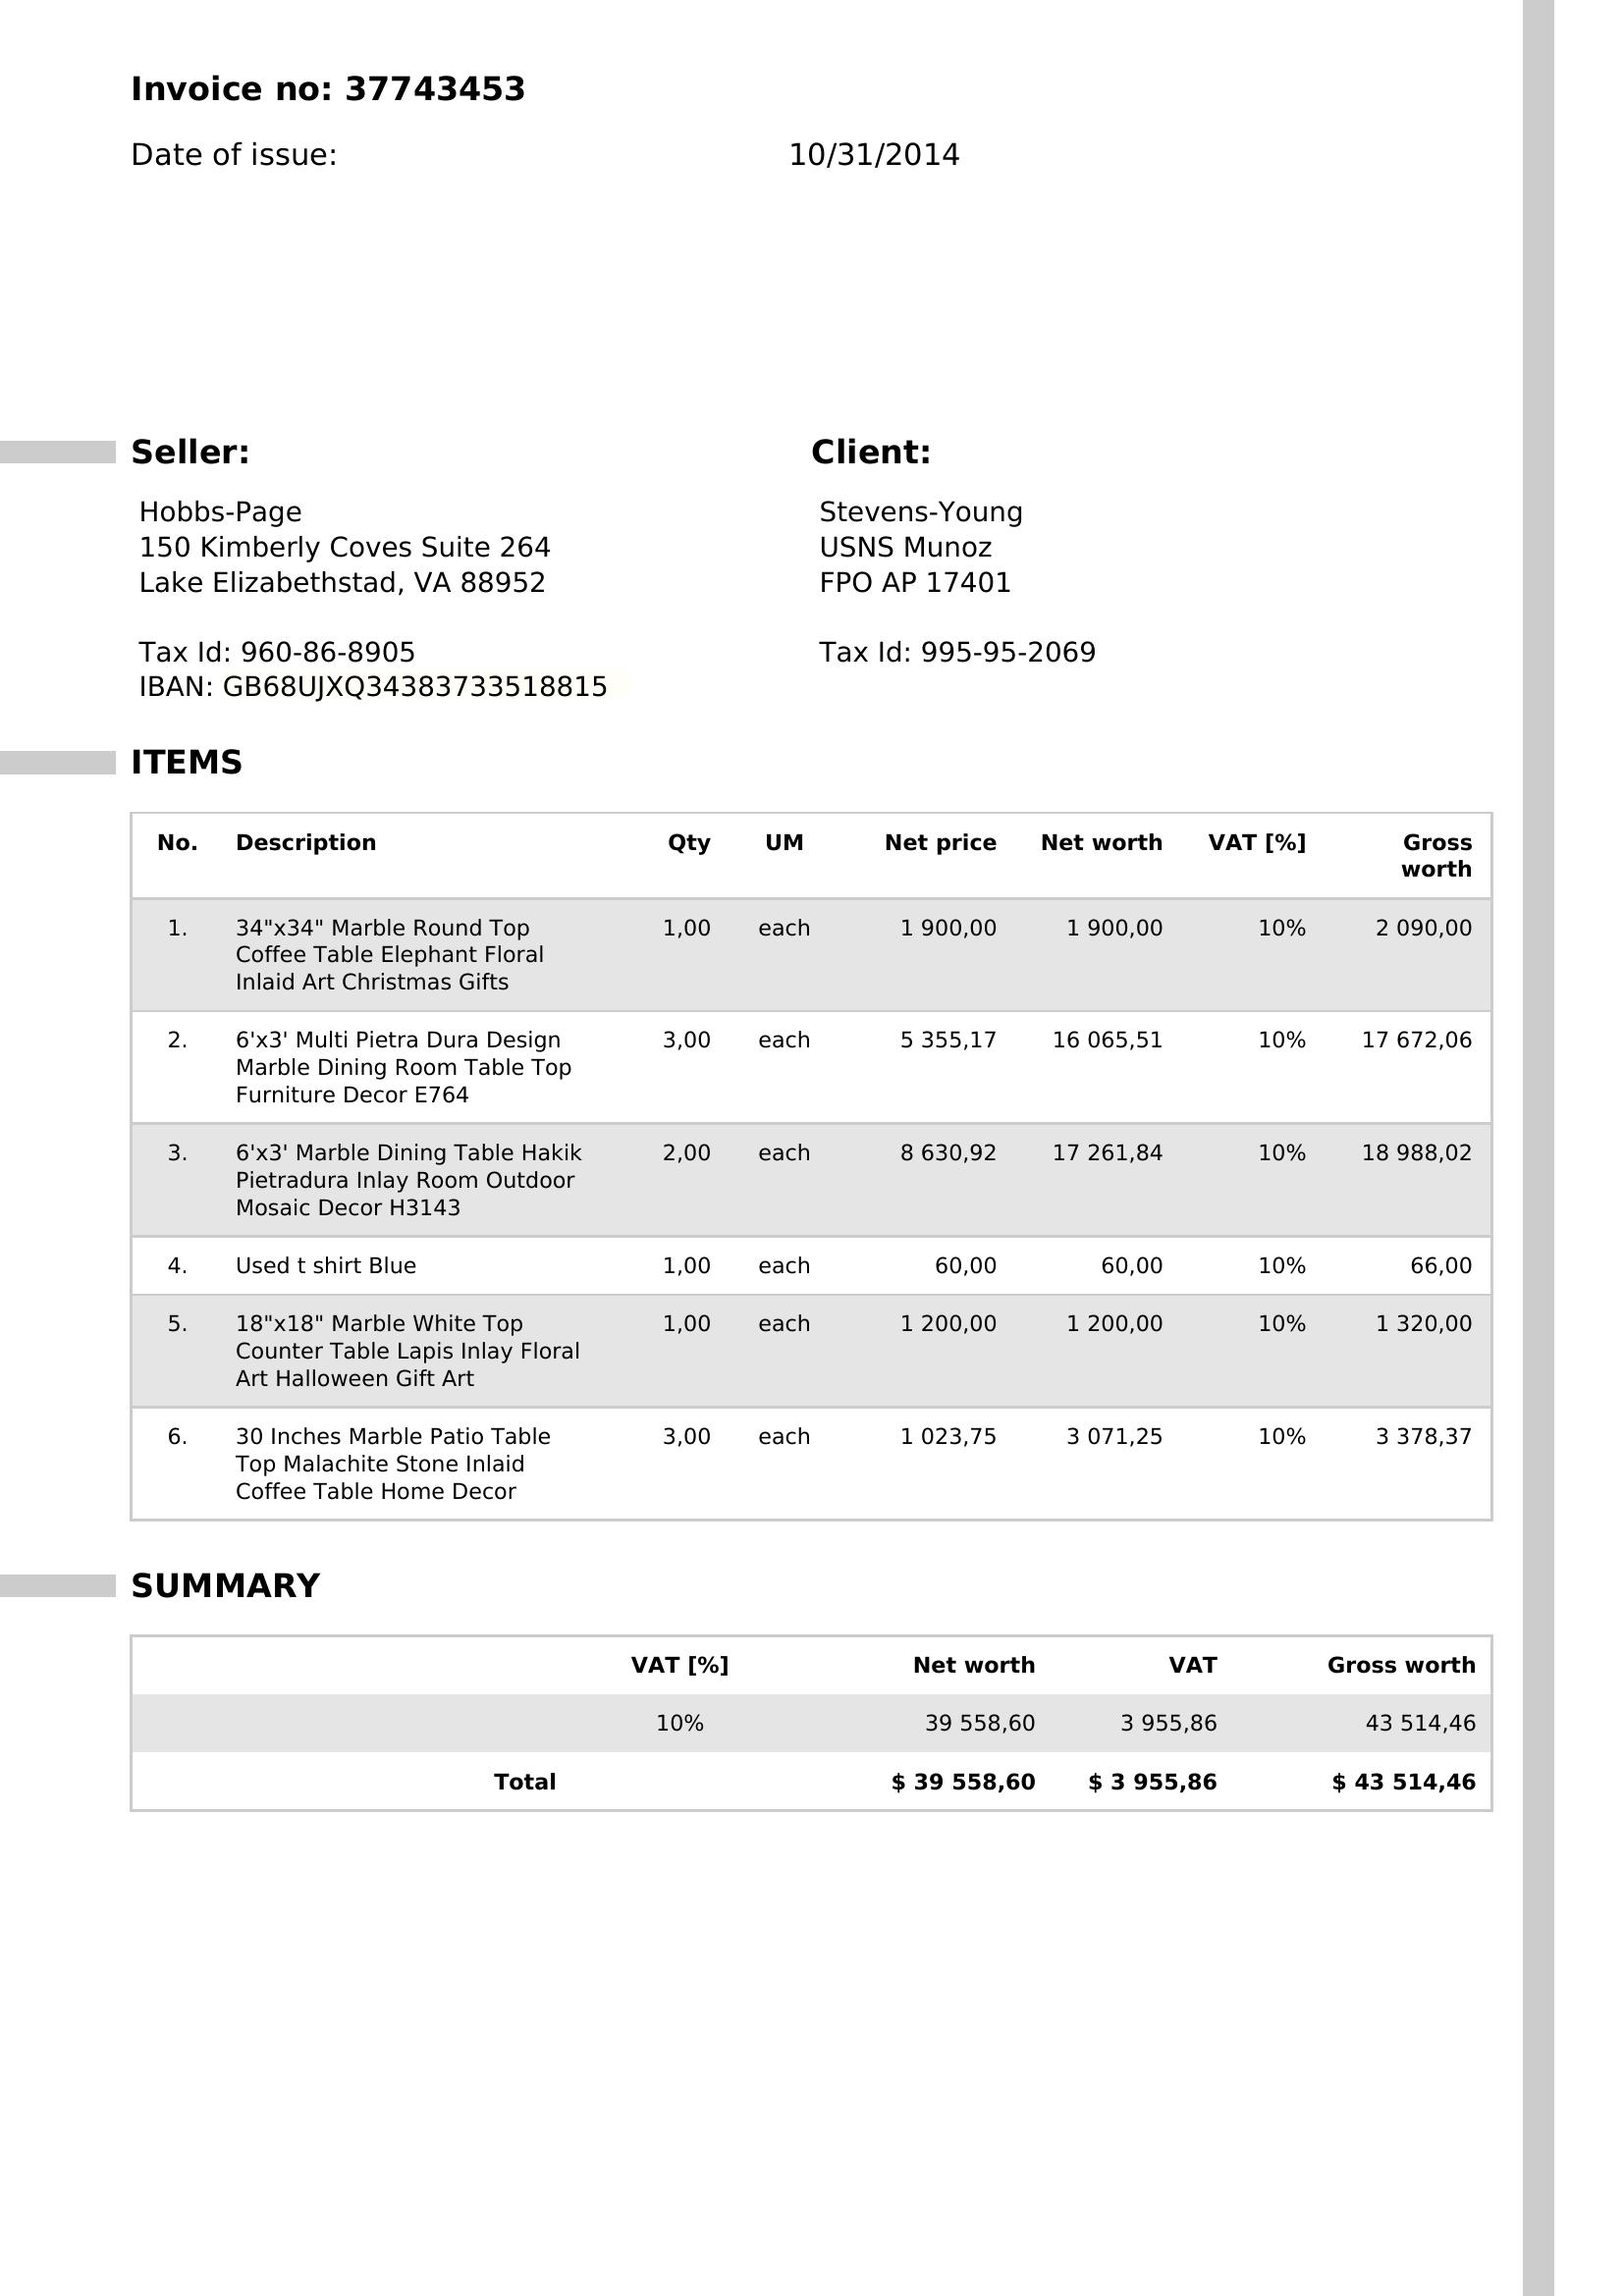 Invoice no: 37743453
Date of issue: 10/31/2014
Seller:
Hobbs-Page
150 Kimberly Coves Suite 264
Lake Elizabethstad, VA 88952
Tax Id: 960-86-8905
IBAN: GB68UJXQ34383733518815
Client:
Stevens-Young
USNS Munoz
FPO AP 17401
Tax Id: 995-95-2069
ITEMS
No. Description Qty UM Net price Net worth VAT [%] Gross
worth
1. 34"x34" Marble Round Top 1,00 each 1 900,00 1 900,00 10% 2 090,00
Coffee Table Elephant Floral
Inlaid Art Christmas Gifts
2. 6'x3' Multi Pietra Dura Design 3,00 each 5 355,17 16 065,51 10% 17 672,06
Marble Dining Room Table Top
Furniture Decor E764
3. 6'x3' Marble Dining Table Hakik 2,00 each 8 630,92 17 261,84 10% 18 988,02
Pietradura Inlay Room Outdoor
Mosaic Decor H3143
4. Used t shirt Blue 1,00 each 60,00 60,00 10% 66,00
5. 18"x18" Marble White Top 1,00 each 1 200,00 1 200,00 10% 1 320,00
Counter Table Lapis Inlay Floral
Art Halloween Gift Art
6. 30 Inches Marble Patio Table 3,00 each 1 023,75 3 071,25 10% 3 378,37
Top Malachite Stone Inlaid
Coffee Table Home Decor
SUMMARY
VAT [%] Net worth VAT Gross worth
10% 39 558,60 3 955,86 43 514,46
Total $ 39 558,60 $ 3 955,86 $ 43 514,46